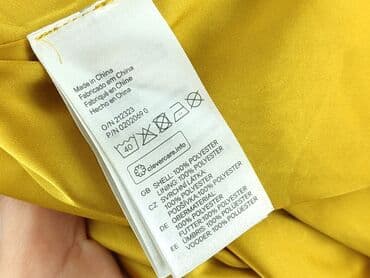 Made in China
Fabricado em China
Fabriqué en Chine
Hecho en China
O/N 212323
P/N 0202069 6
40
clevercare.info
GB SHELL: 100% POLYESTER
LINING: 100% POLYESTER
CZ SVRCHNÍ LÁTKA:
100% POLYESTER
PODŠÍVKA: 100% POLYESTER
DE OBERMATERIAL:
100% POLYESTER
FUTTER: 100% POLYESTER
EE ÜMBRIS: 100% POLYESTER
VOODER: 100% POLYESTER